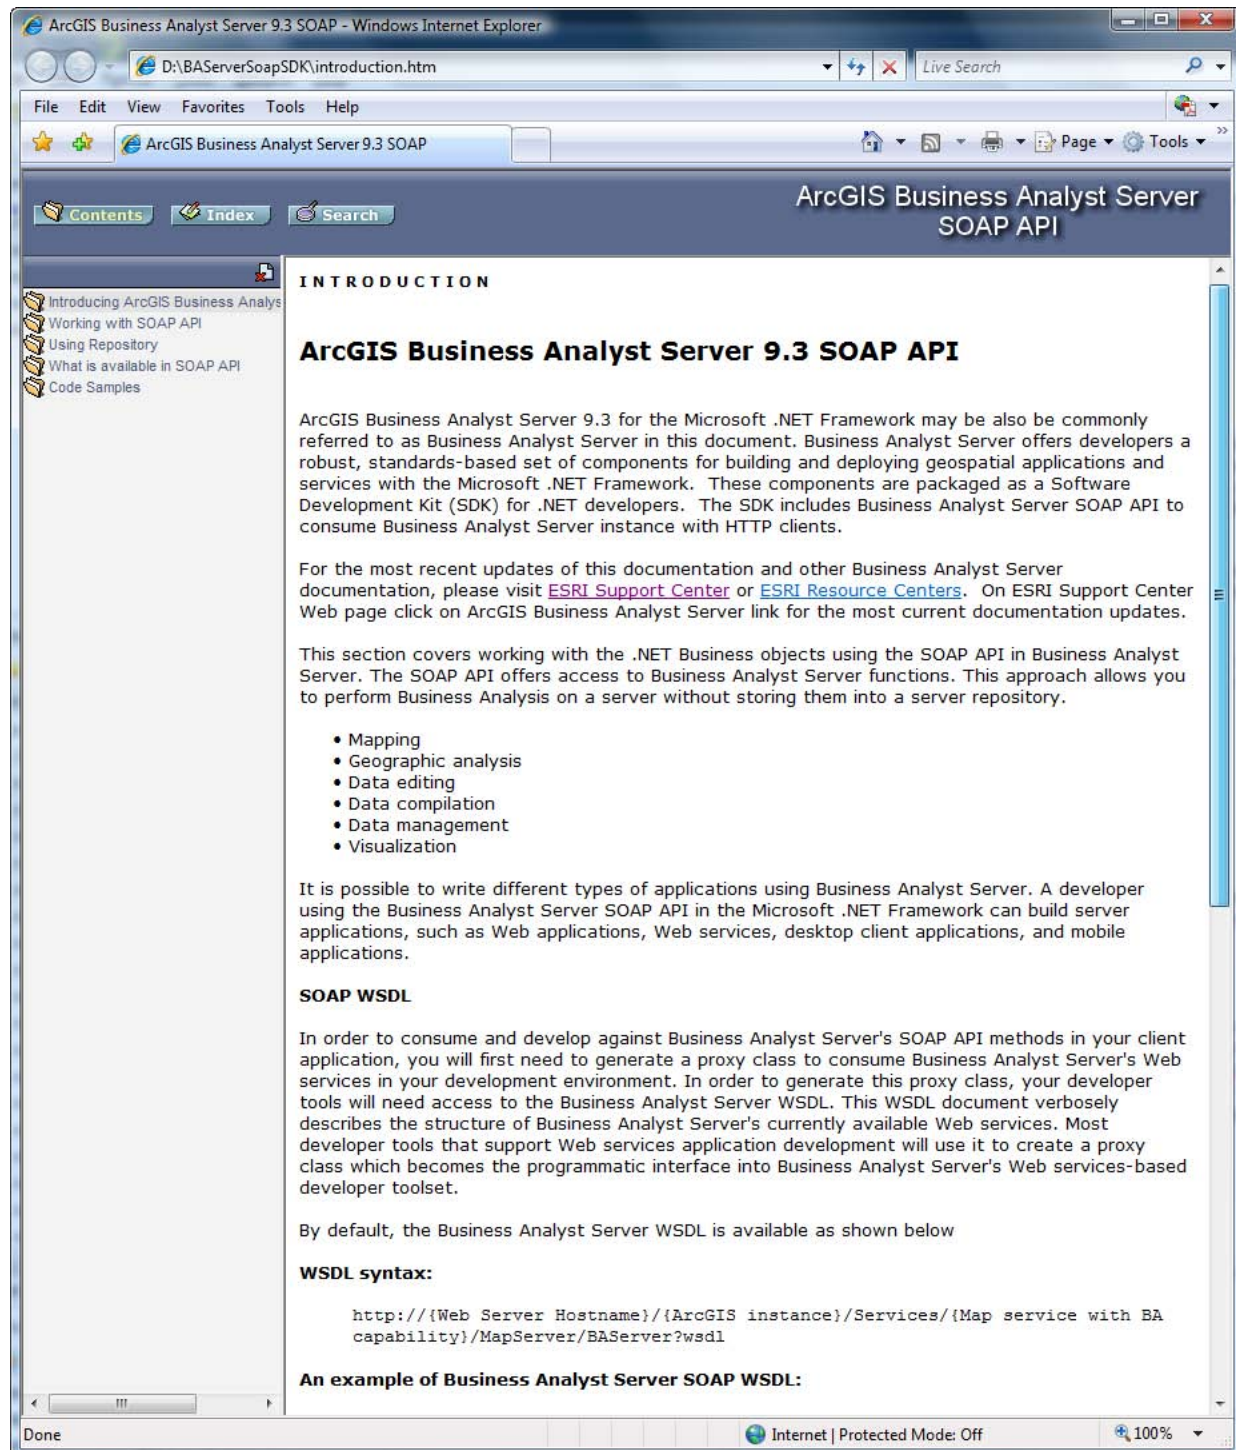 ArcGIS Business Analyst Server 9.3 SOAP - Windows Internet Explorer
D:\BAServerSoapSDK\introduction.htm
Live Search
File Edit View Favorites Tools Help
ArcGIS Business Analyst Server 9.3 SOAP
Page
Tools
Contents
Index
Search
ArcGIS Business Analyst Server
SOAP API
Introducing ArcGIS Business Analys
Working with SOAP API
Using Repository
What is available in SOAP API
Code Samples
INTRODUCTION
ArcGIS Business Analyst Server 9.3 SOAP API
ArcGIS Business Analyst Server 9.3 for the Microsoft .NET Framework may be also be commonly
referred to as Business Analyst Server in this document. Business Analyst Server offers developers a
robust, standards-based set of components for building and deploying geospatial applications and
services with the Microsoft .NET Framework. These components are packaged as a Software
Development Kit (SDK) for .NET developers. The SDK includes Business Analyst Server SOAP API to
consume Business Analyst Server instance with HTTP clients.
For the most recent updates of this documentation and other Business Analyst Server
documentation, please visit ESRI Support Center or ESRI Resource Centers. On ESRI Support Center
Web page click on ArcGIS Business Analyst Server link for the most current documentation updates.
This section covers working with the .NET Business objects using the SOAP API in Business Analyst
Server. The SOAP API offers access to Business Analyst Server functions. This approach allows you
to perform Business Analysis on a server without storing them into a server repository.
• Mapping
• Geographic analysis
• Data editing
• Data compilation
• Data management
• Visualization
It is possible to write different types of applications using Business Analyst Server. A developer
using the Business Analyst Server SOAP API in the Microsoft .NET Framework can build server
applications, such as Web applications, Web services, desktop client applications, and mobile
applications.
SOAP WSDL
In order to consume and develop against Business Analyst Server's SOAP API methods in your client
application, you will first need to generate a proxy class to consume Business Analyst Server's Web
services in your development environment. In order to generate this proxy class, your developer
tools will need access to the Business Analyst Server WSDL. This WSDL document verbosely
describes the structure of Business Analyst Server's currently available Web services. Most
developer tools that support Web services application development will use it to create a proxy
class which becomes the programmatic interface into Business Analyst Server's Web services-based
developer toolset.
By default, the Business Analyst Server WSDL is available as shown below
WSDL syntax:
http://{Web Server Hostname}/{ArcGIS instance}/Services/{Map service with BA
capability}/MapServer/BAServer?wsdl
An example of Business Analyst Server SOAP WSDL:
Done
Internet | Protected Mode: Off
100%